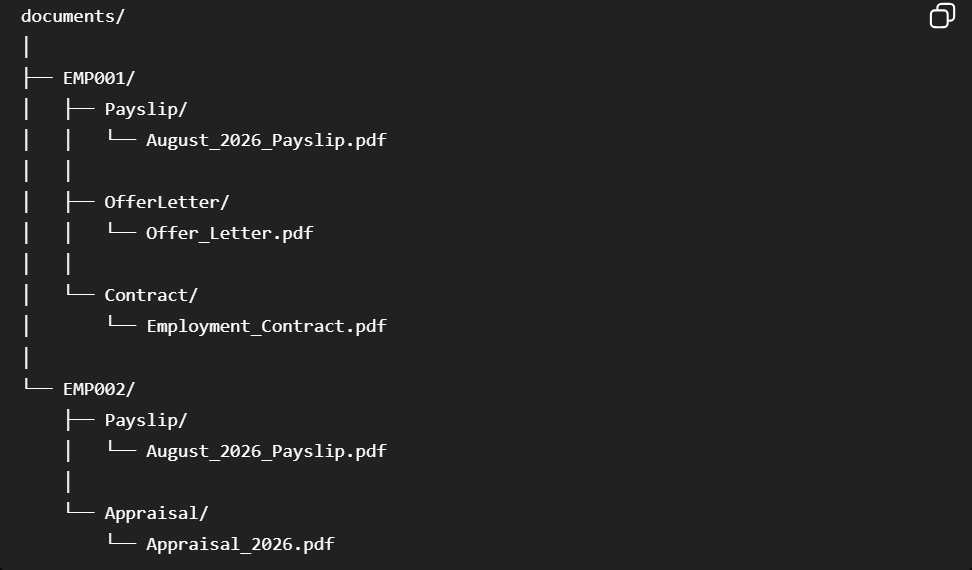 documents/
│
├── EMP001/
│   ├── Payslip/
│   │   └── August_2026_Payslip.pdf
│   │
│   ├── OfferLetter/
│   │   └── Offer_Letter.pdf
│   │
│   └── Contract/
│       └── Employment_Contract.pdf
│
└── EMP002/
    ├── Payslip/
    │   └── August_2026_Payslip.pdf
    │
    └── Appraisal/
        └── Appraisal_2026.pdf